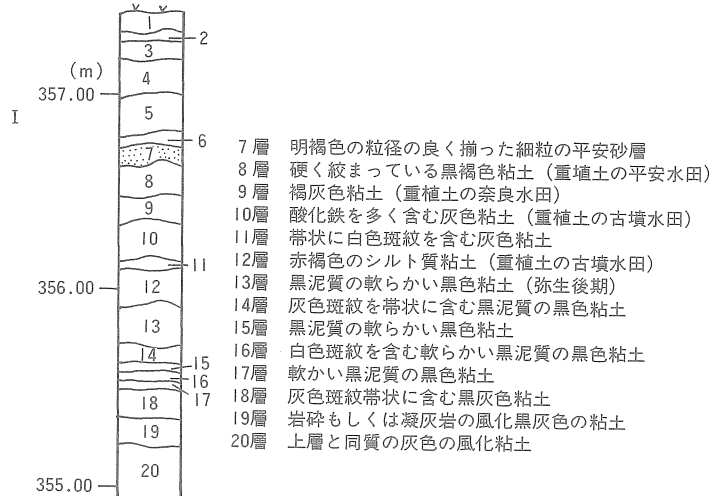 1
2
3
(m)
4
357.00
I
5
6
7
8
9
10
11
356.00
12
13
14
15
16
17
18
19
20
355.00
7層 明褐色の粒径の良く揃った細粒の平安砂層
8層 硬く絞まっている黒褐色粘土(重埴土の平安水田)
9層 褐灰色粘土(重植土の奈良水田)
10層 酸化鉄を多く含む灰色粘土(重植土の古墳水田)
11層 帯状に白色斑紋を含む灰色粘土
12層 赤褐色のシルト質粘土(重植土の古墳水田)
13層 黒泥質の軟らかい黒色粘土(弥生後期)
14層 灰色斑紋を帯状に含む黒泥質の黒色粘土
15層 黒泥質の軟らかい黒色粘土
16層 白色斑紋を含む軟らかい黒泥質の黒色粘土
17層 軟かい黒泥質の黒色粘土
18層 灰色斑紋帯状に含む黒灰色粘土
19層 岩砕もしくは凝灰岩の風化黒灰色の粘土
20層 上層と同質の灰色の風化粘土